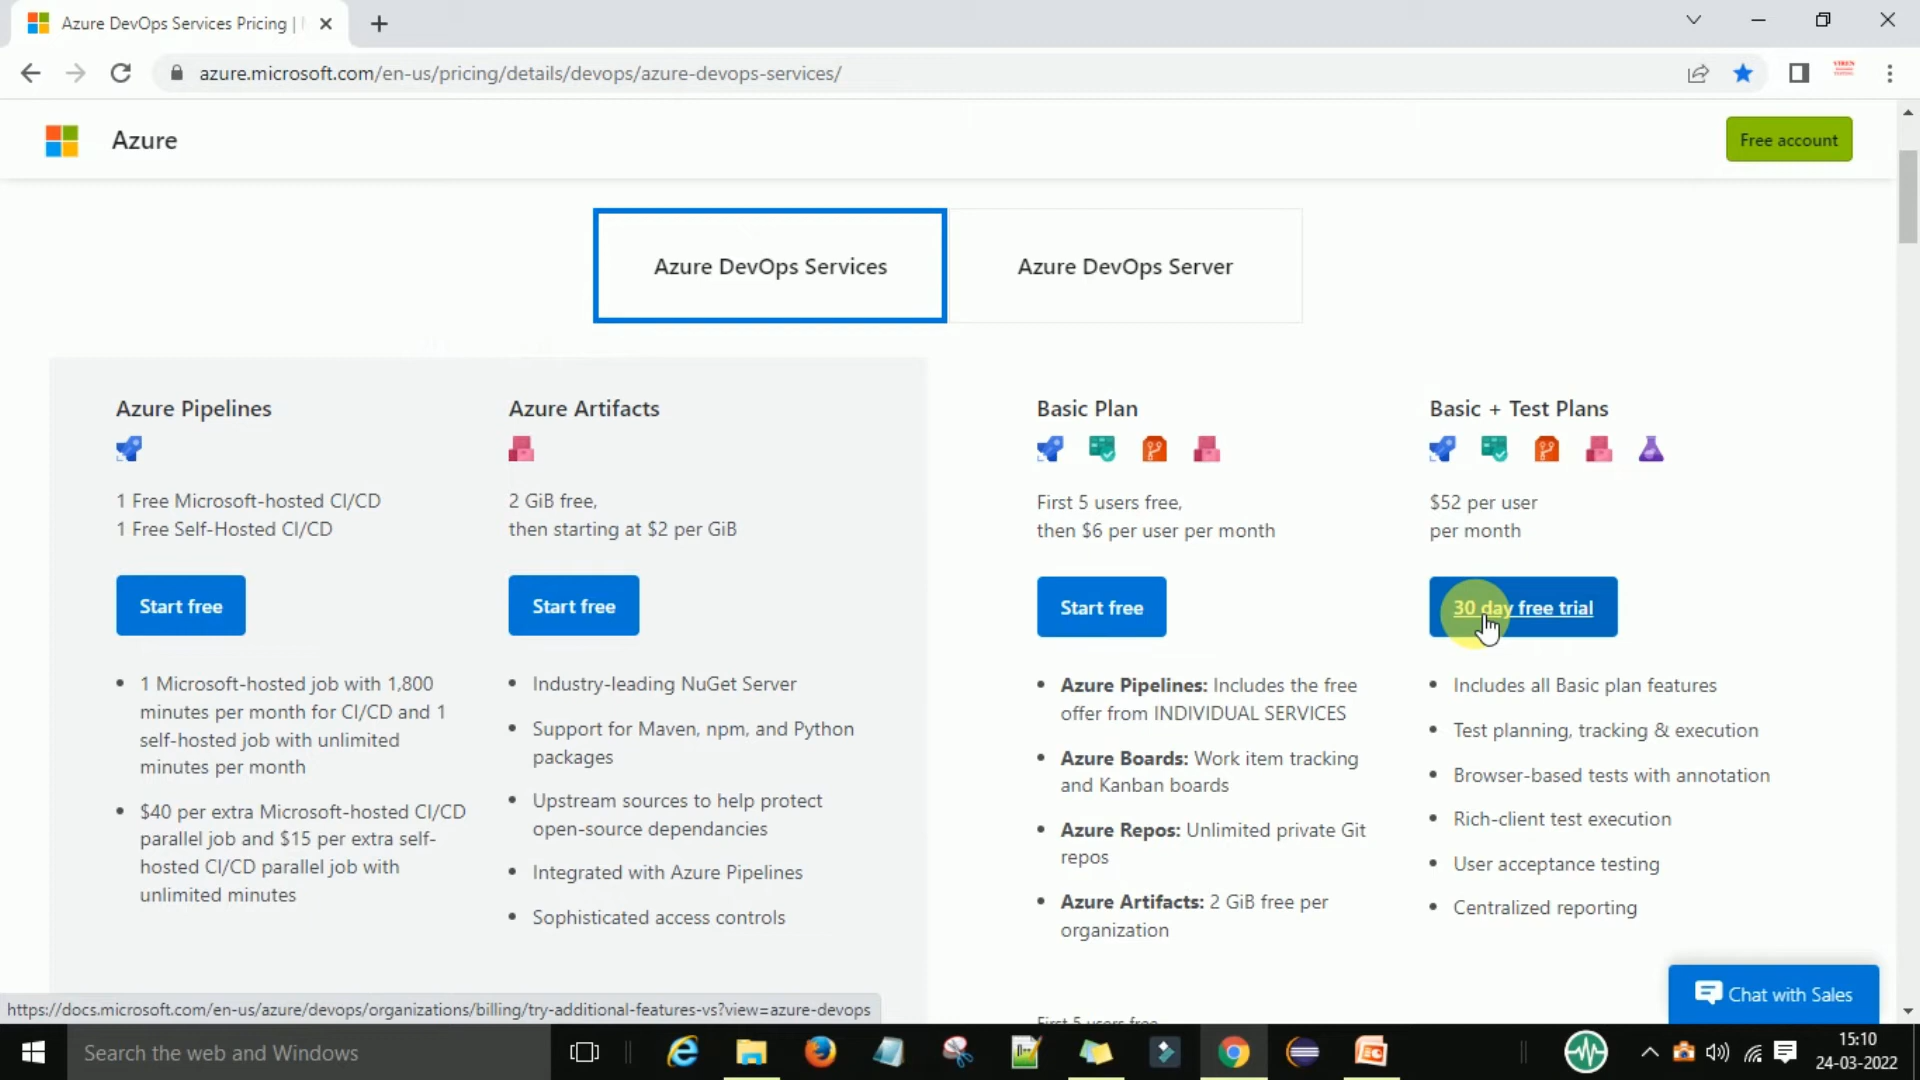 Azure DevOps Services Pricing |
azure.microsoft.com/en-us/pricing/details/devops/azure-devops-services/
Azure
Free account
Azure DevOps Services
Azure DevOps Server
Azure Pipelines
1 Free Microsoft-hosted CI/CD
1 Free Self-Hosted CI/CD
Start free
• 1 Microsoft-hosted job with 1,800
minutes per month for CI/CD and 1
self-hosted job with unlimited
minutes per month
• $40 per extra Microsoft-hosted CI/CD
parallel job and $15 per extra self-
hosted CI/CD parallel job with
unlimited minutes
Azure Artifacts
2 GiB free,
then starting at $2 per GiB
Start free
• Industry-leading NuGet Server
• Support for Maven, npm, and Python
packages
• Upstream sources to help protect
open-source dependancies
• Integrated with Azure Pipelines
• Sophisticated access controls
Basic Plan
First 5 users free,
then $6 per user per month
Start free
• Azure Pipelines: Includes the free
offer from INDIVIDUAL SERVICES
• Azure Boards: Work item tracking
and Kanban boards
• Azure Repos: Unlimited private Git
repos
• Azure Artifacts: 2 GiB free per
organization
First 5 users free
Basic + Test Plans
$52 per user
per month
30 day free trial
• Includes all Basic plan features
• Test planning, tracking & execution
• Browser-based tests with annotation
• Rich-client test execution
• User acceptance testing
• Centralized reporting
Chat with Sales
https://docs.microsoft.com/en-us/azure/devops/organizations/billing/try-additional-features-vs?view=azure-devops
Search the web and Windows
15:10
24-03-2022